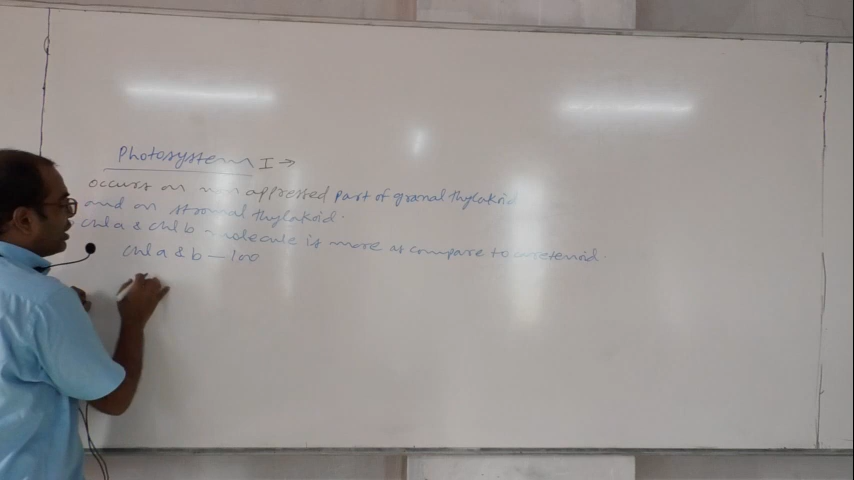 Photosystem I →
occurs on non appressed part of granal thylakoid
and on stromal thylakoid.
chl a & chl b molecule is more as compare to carotenoid.
chl a & b — 100